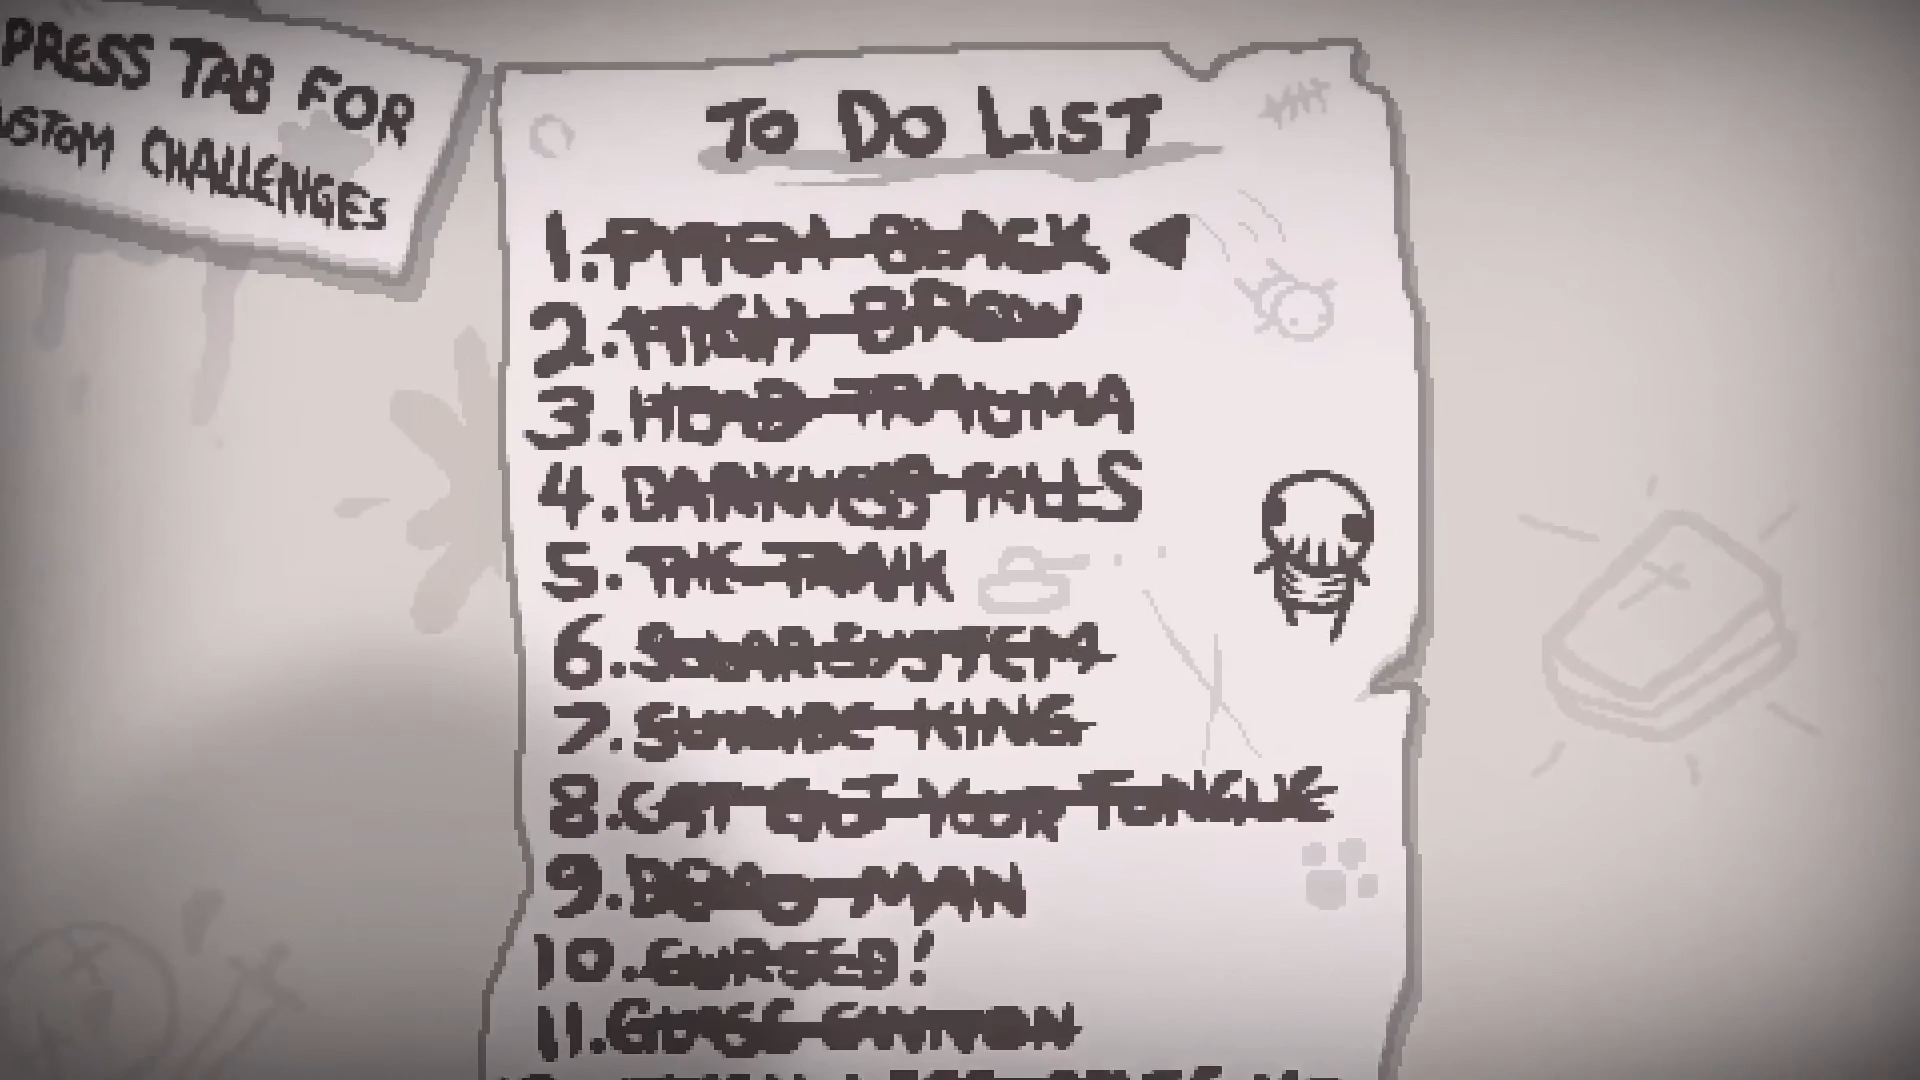 PRESS TAB FOR
CUSTOM CHALLENGES
TO DO LIST
1. PITCH BLACK
2. HIGH BROW
3. HEAD TRAUMA
4. DARKNESS FALLS
5. THE TANK
6. SOLAR SYSTEM
7. SUICIDE KING
8. CAT GOT YOUR TONGUE
9. DEMO MAN
10. CURSED!
11. GLASS CANNON